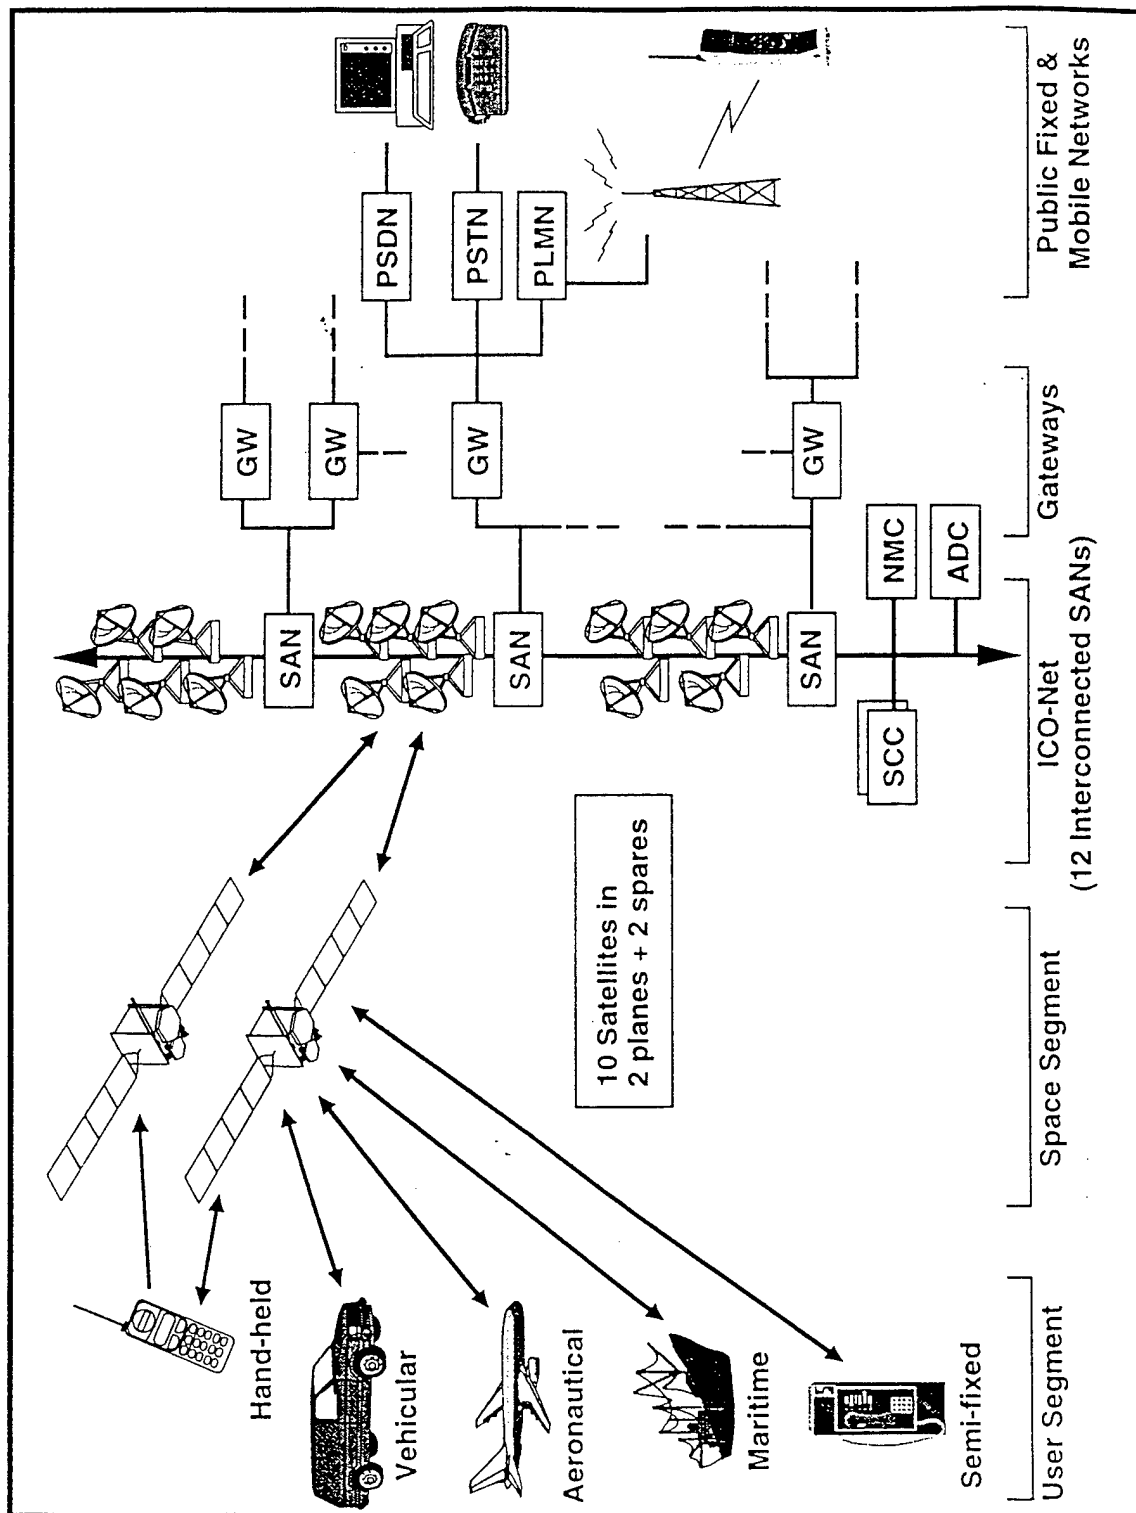 Hand-held
Vehicular
Aeronautical
Maritime
Semi-fixed
User Segment
10 Satellites in
2 planes + 2 spares
Space Segment
SAN
SAN
SAN
SCC
NMC
ADC
ICO-Net
(12 Interconnected SANs)
GW
GW
GW
GW
Gateways
PSDN
PSTN
PLMN
Public Fixed &
Mobile Networks